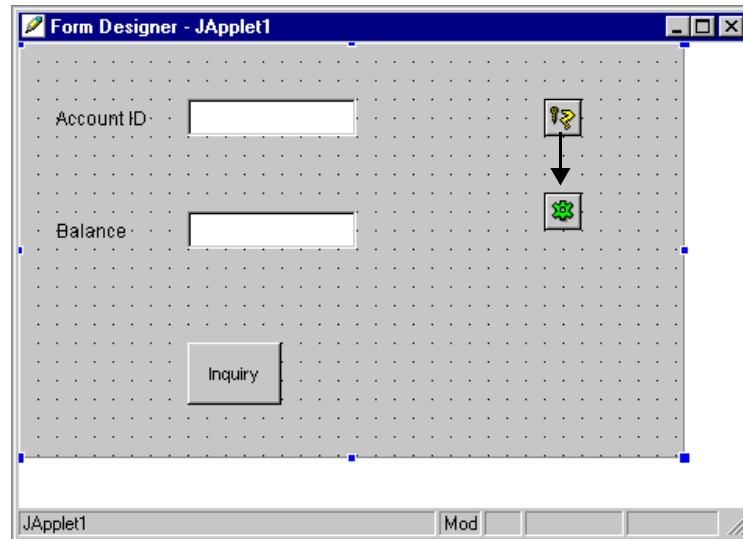 Form Designer - JApplet1
Account ID
Balance
Inquiry
JApplet1 Mod